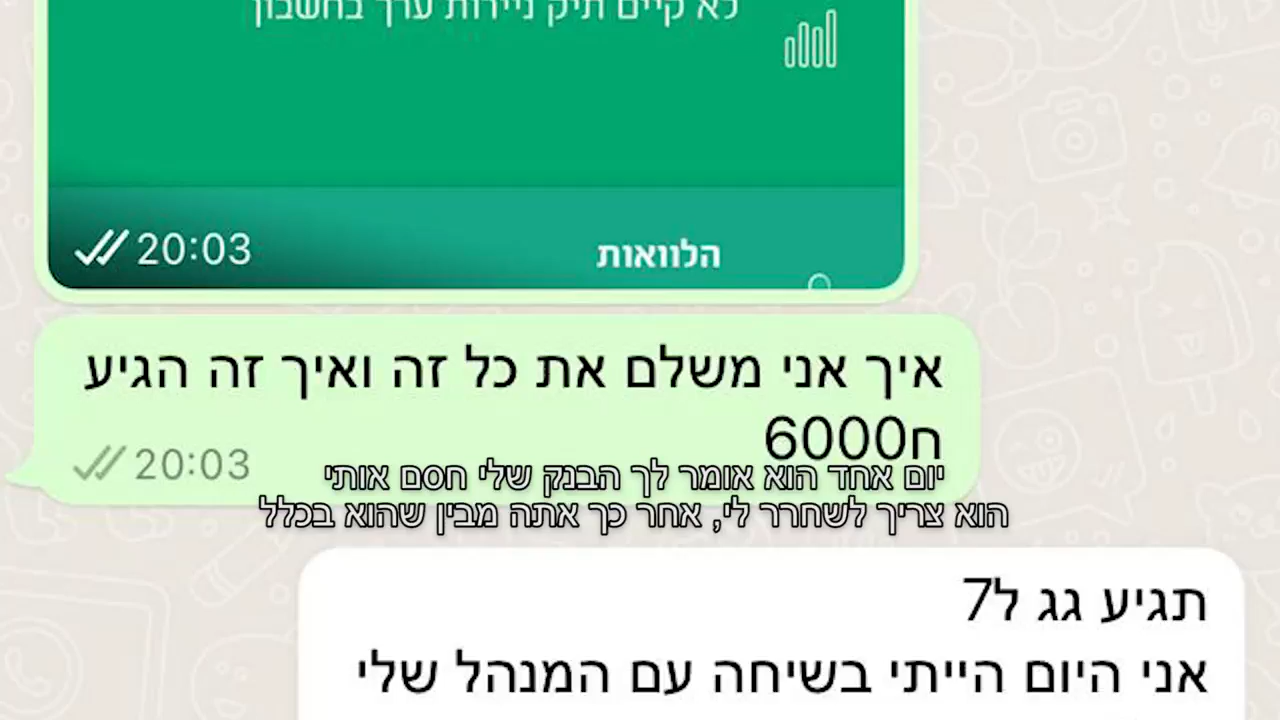 לא קיים תיק ניירות ערך בחשבון
הלוואות
20:03
איך אני משלם את כל זה ואיך זה הגיע
ח6000
20:03
יום אחד הוא אומר לך הבנק שלי חסם אותי
הוא צריך לשחרר לי, אחר כך אתה מבין שהוא בכלל
תגיע גג ל7
אני היום הייתי בשיחה עם המנהל שלי